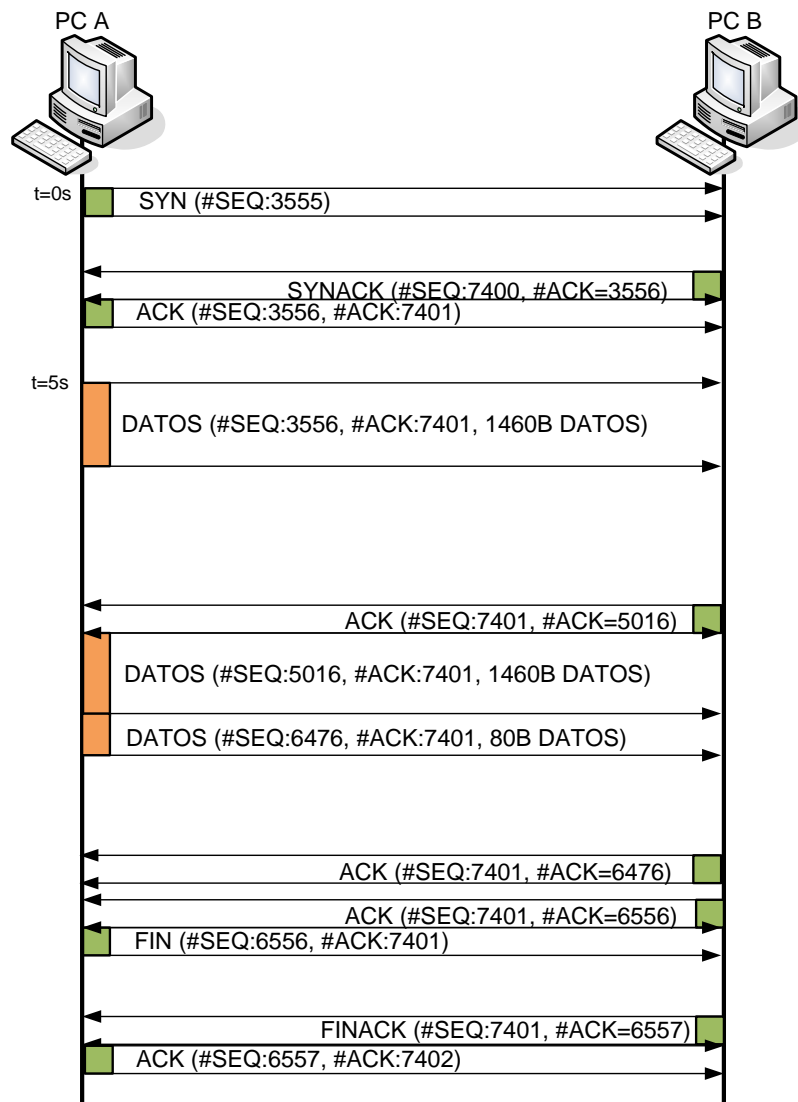 PC A
PC B
t=0s
SYN (#SEQ:3555)
SYNACK (#SEQ:7400, #ACK=3556)
ACK (#SEQ:3556, #ACK:7401)
t=5s
DATOS (#SEQ:3556, #ACK:7401, 1460B DATOS)
ACK (#SEQ:7401, #ACK=5016)
DATOS (#SEQ:5016, #ACK:7401, 1460B DATOS)
DATOS (#SEQ:6476, #ACK:7401, 80B DATOS)
ACK (#SEQ:7401, #ACK=6476)
ACK (#SEQ:7401, #ACK=6556)
FIN (#SEQ:6556, #ACK:7401)
FINACK (#SEQ:7401, #ACK=6557)
ACK (#SEQ:6557, #ACK:7402)